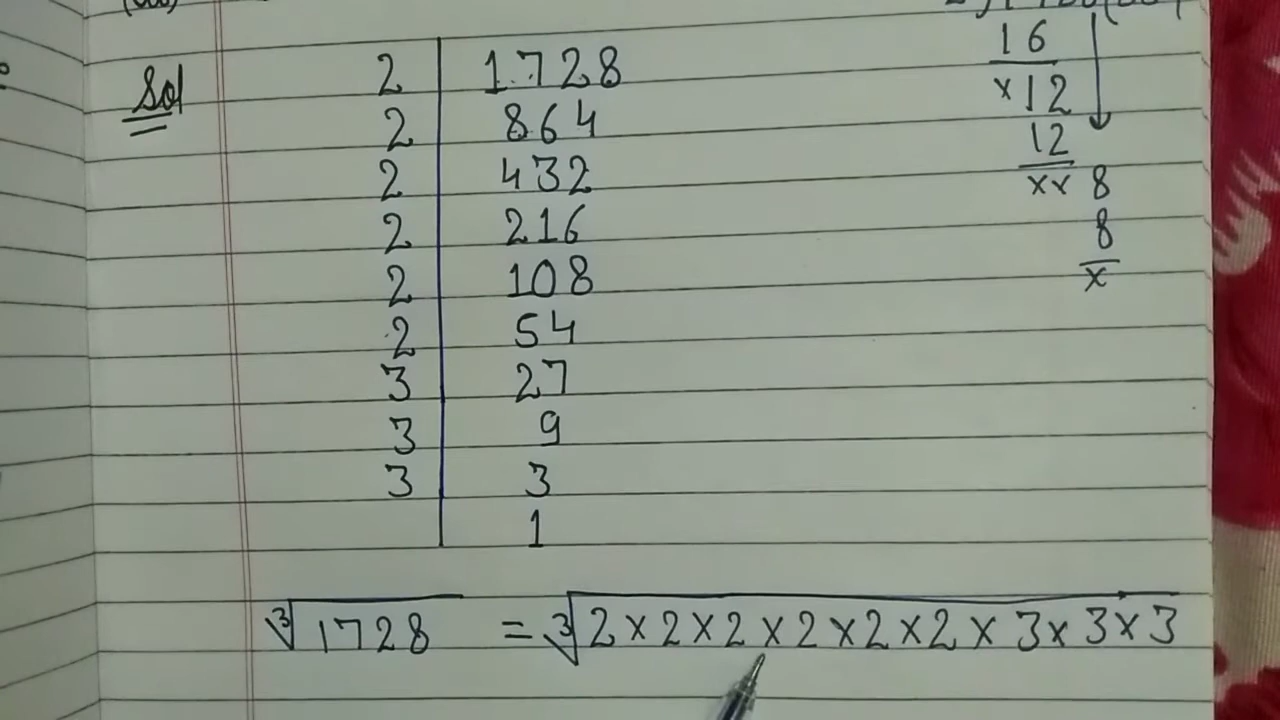 Sol
2 | 1728
2 | 864
2 | 432
2 | 216
2 | 108
2 | 54
3 | 27
3 | 9
3 | 3
1
16
×12
12
×× 8
8
×
∛1728 = ∛2×2×2×2×2×2×3×3×3